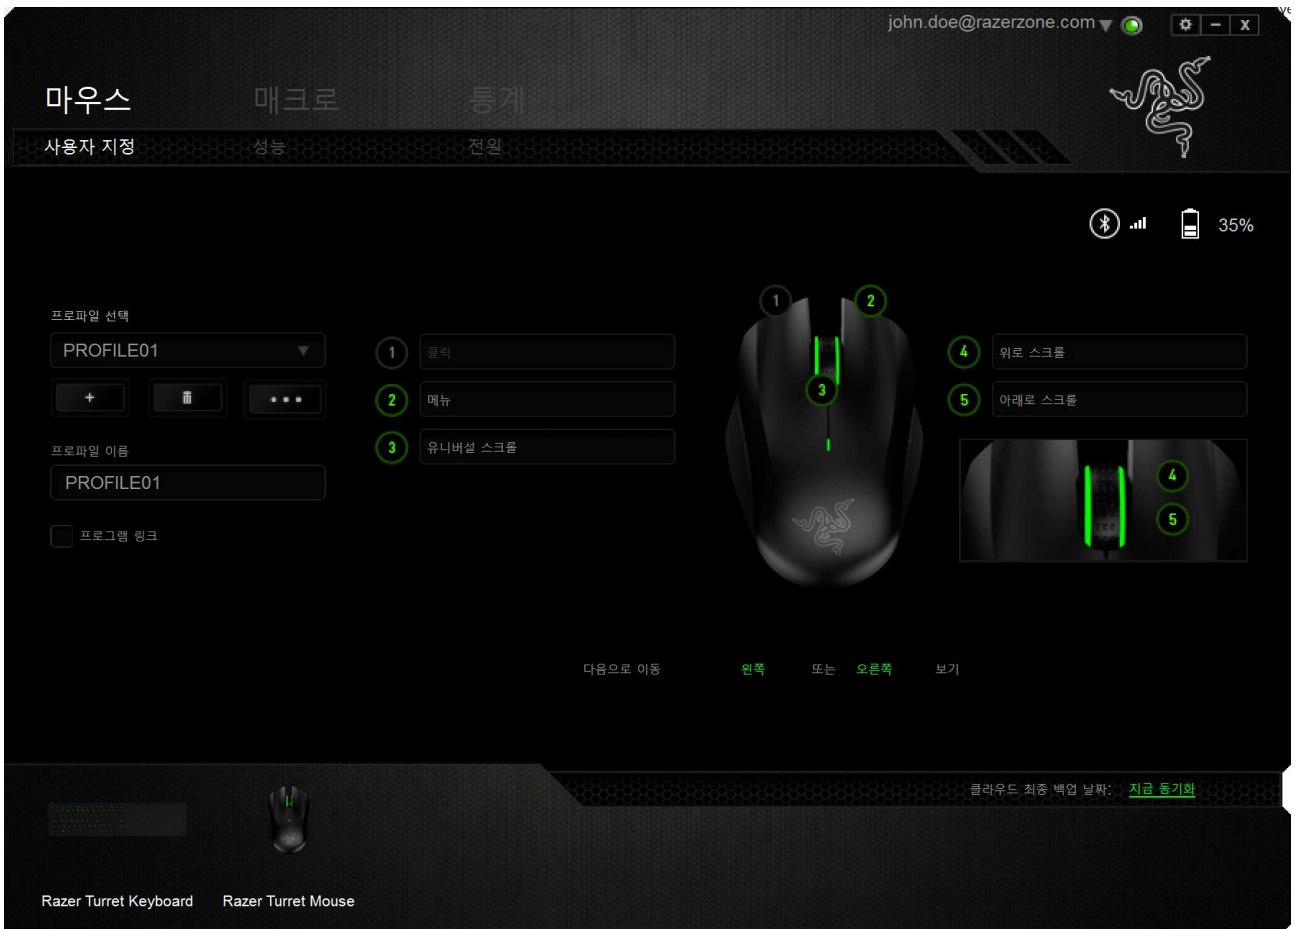 john.doe@razerzone.com
마우스 매크로 통계
사용자 지정 성능 전원
35%
프로파일 선택
PROFILE01
프로파일 이름
PROFILE01
프로그램 링크
1 클릭
2 메뉴
3 유니버설 스크롤
1
2
3
4 위로 스크롤
5 아래로 스크롤
4
5
다음으로 이동 왼쪽 또는 오른쪽 보기
클라우드 최종 백업 날짜: 지금 동기화
Razer Turret Keyboard Razer Turret Mouse